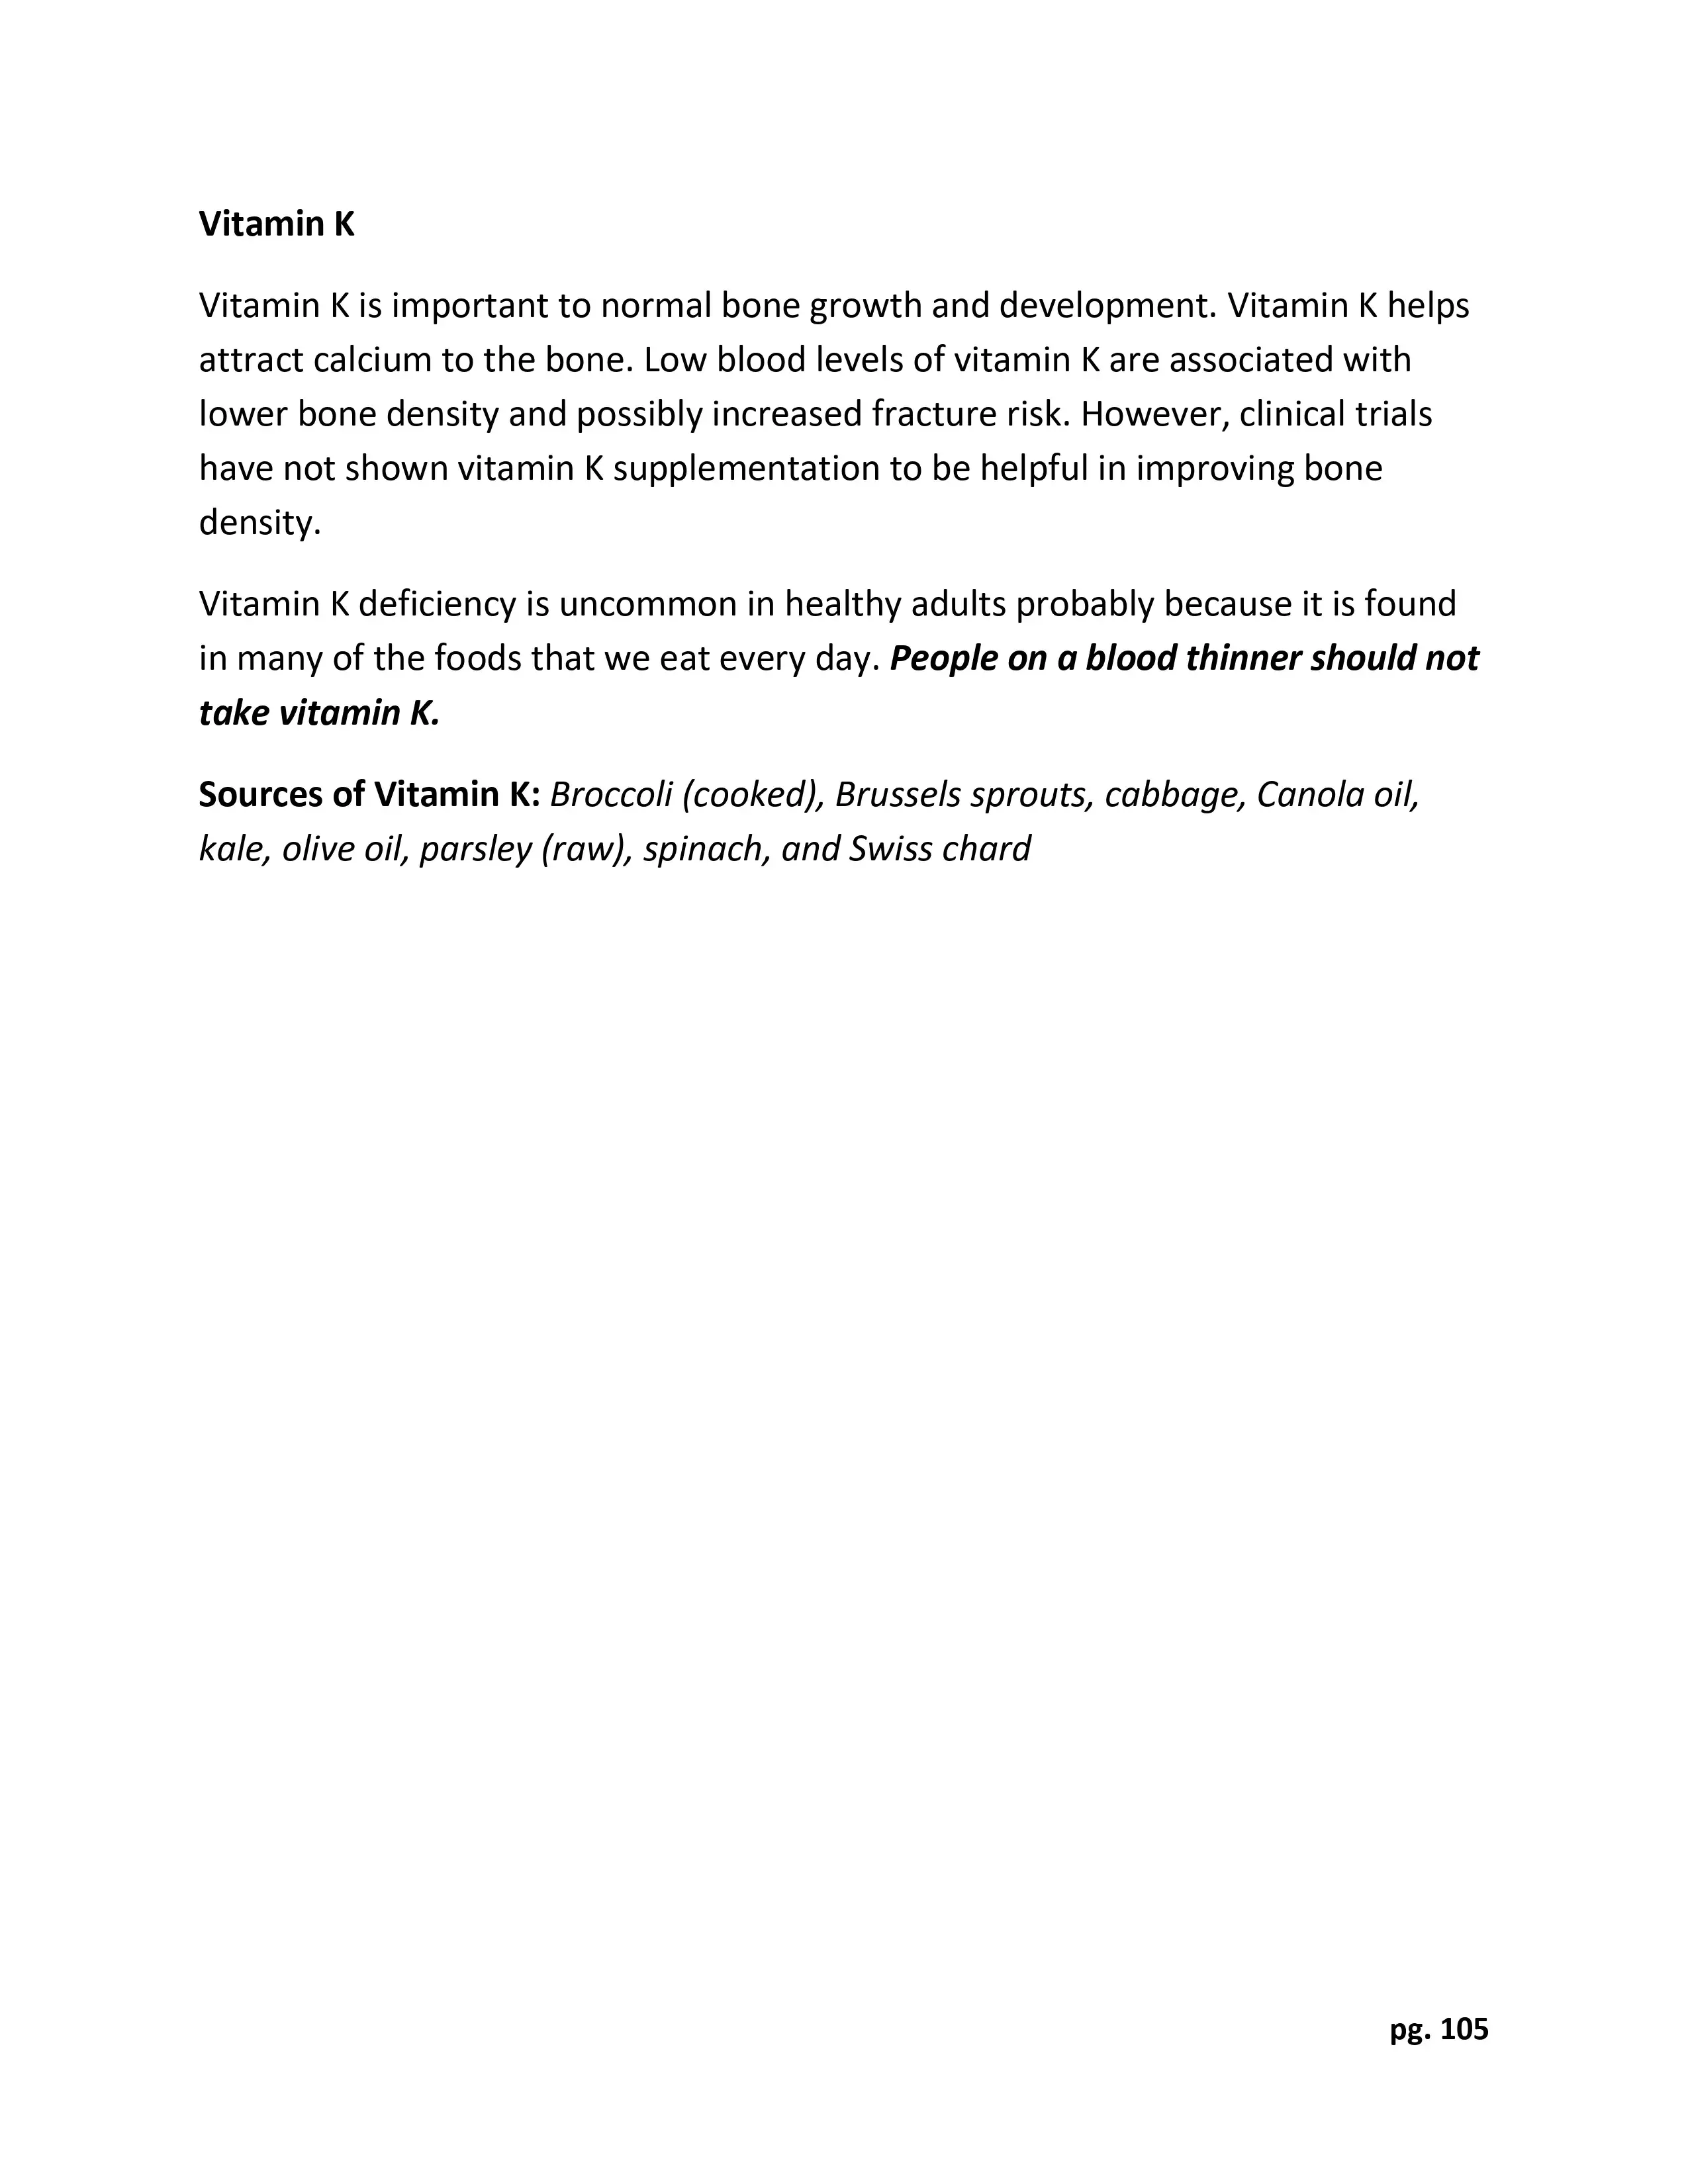 Vitamin K
Vitamin K is important to normal bone growth and development. Vitamin K helps
attract calcium to the bone. Low blood levels of vitamin K are associated with
lower bone density and possibly increased fracture risk. However, clinical trials
have not shown vitamin K supplementation to be helpful in improving bone
density.
Vitamin K deficiency is uncommon in healthy adults probably because it is found
in many of the foods that we eat every day. People on a blood thinner should not
take vitamin K.
Sources of Vitamin K: Broccoli (cooked), Brussels sprouts, cabbage, Canola oil,
kale, olive oil, parsley (raw), spinach, and Swiss chard
pg. 105